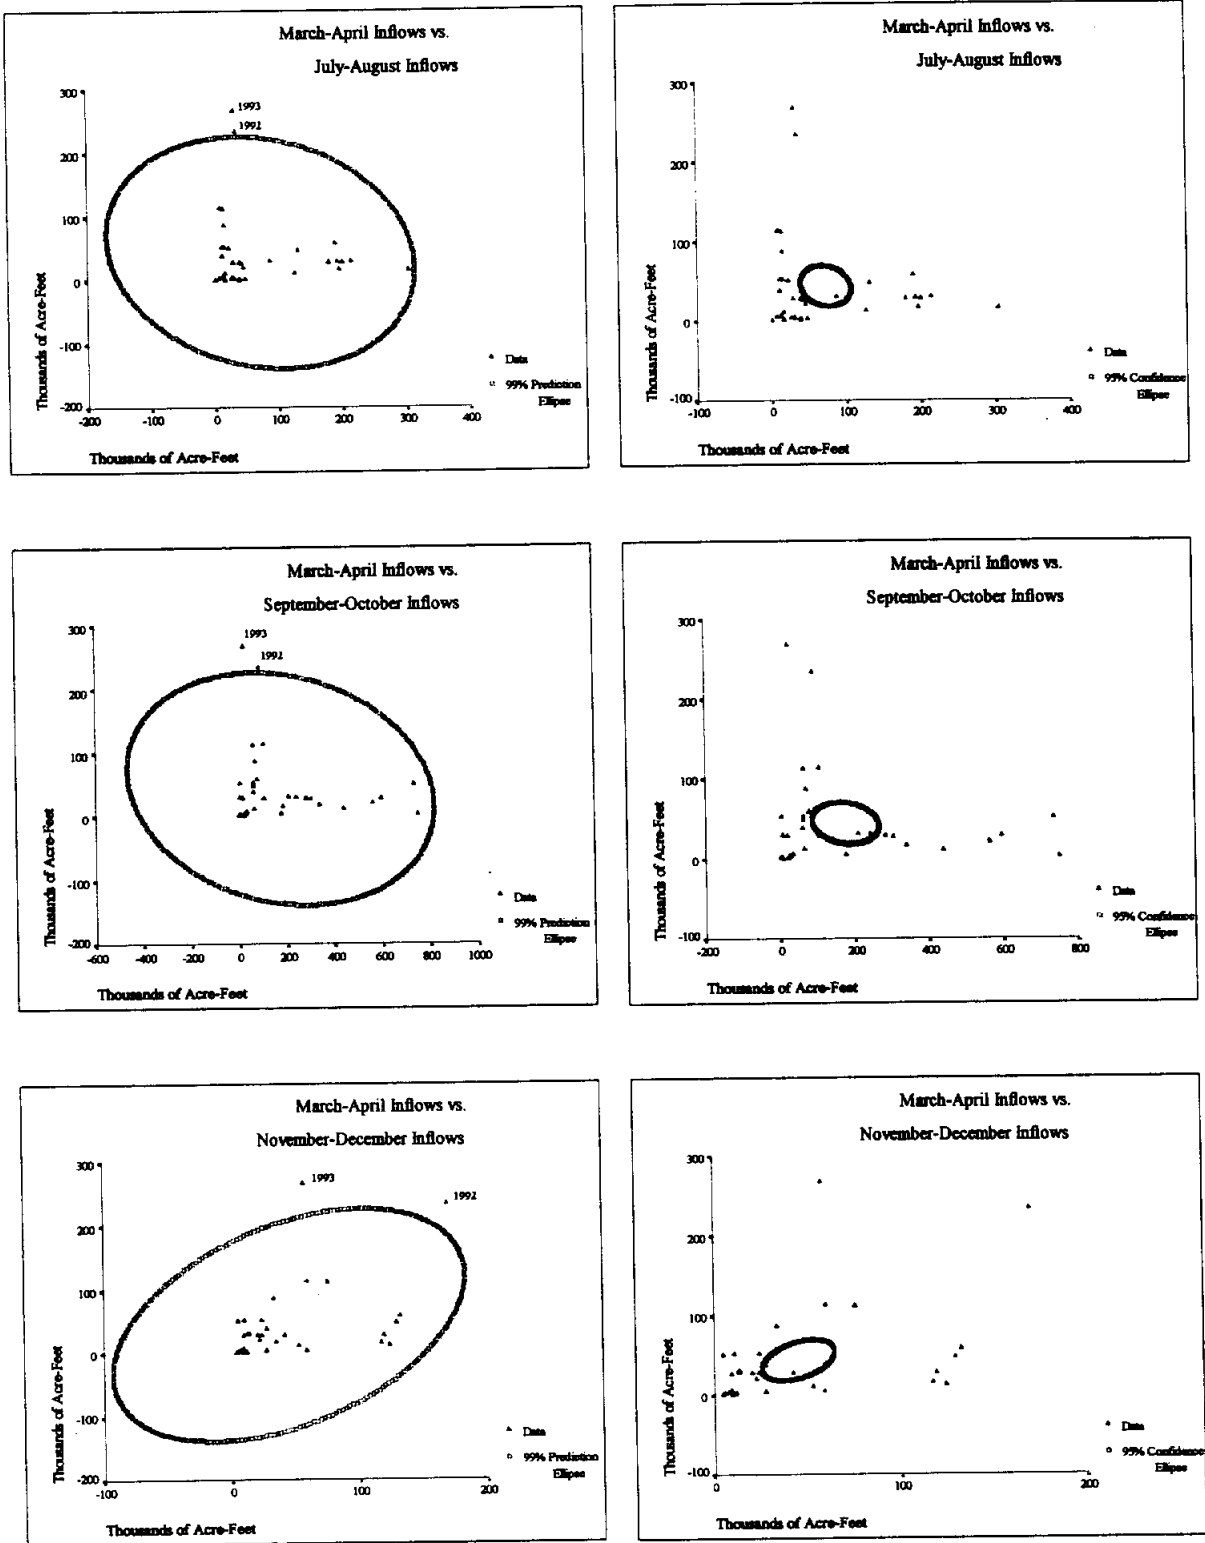 March-April Inflows vs.
July-August Inflows
300
200
100
0
-100
-200
-200 -100 0 100 200 300 400
1993
1992
Thousands of Acre-Feet
Thousands of Acre-Feet
Data
99% Prediction
Ellipse
March-April Inflows vs.
July-August Inflows
300
200
100
0
-100
-100 0 100 200 300 400
Thousands of Acre-Feet
Thousands of Acre-Feet
Data
95% Confidence
Ellipse
March-April Inflows vs.
September-October Inflows
300
200
100
0
-100
-200
-600 -400 -200 0 200 400 600 800 1000
1993
1992
Thousands of Acre-Feet
Thousands of Acre-Feet
Data
99% Prediction
Ellipse
March-April Inflows vs.
September-October Inflows
300
200
100
0
-100
-200 0 200 400 600 800
Thousands of Acre-Feet
Thousands of Acre-Feet
Data
95% Confidence
Ellipse
March-April Inflows vs.
November-December Inflows
300
200
100
0
-100
-200
-100 0 100 200
1993
1992
Thousands of Acre-Feet
Thousands of Acre-Feet
Data
99% Prediction
Ellipse
March-April Inflows vs.
November-December Inflows
300
200
100
0
-100
0 100 200
Thousands of Acre-Feet
Thousands of Acre-Feet
Data
95% Confidence
Ellipse